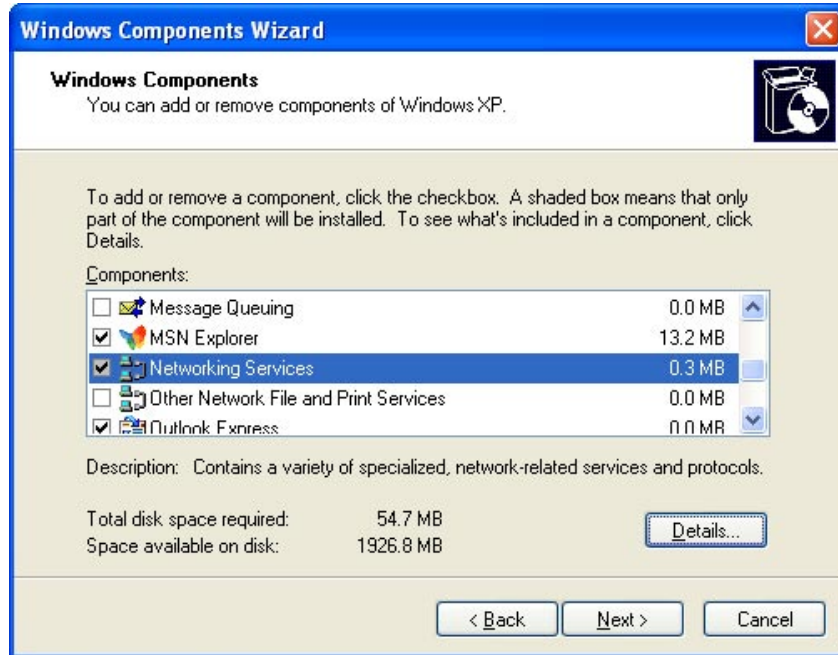 Windows Components Wizard
Windows Components
You can add or remove components of Windows XP.
To add or remove a component, click the checkbox. A shaded box means that only
part of the component will be installed. To see what's included in a component, click
Details.
Components:
Message Queuing 0.0 MB
MSN Explorer 13.2 MB
Networking Services 0.3 MB
Other Network File and Print Services 0.0 MB
Outlook Express 0.0 MB
Description: Contains a variety of specialized, network-related services and protocols.
Total disk space required: 54.7 MB
Space available on disk: 1926.8 MB
Details...
< Back Next > Cancel